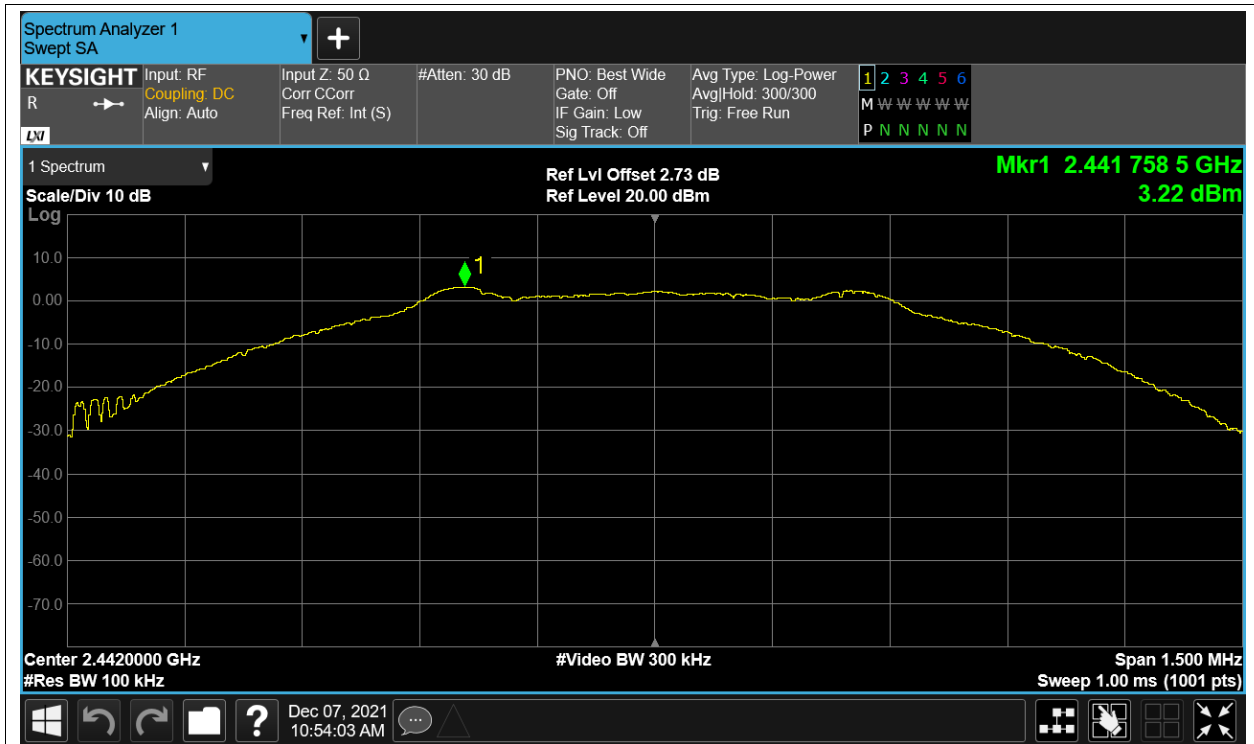 Spectrum Analyzer 1
Swept SA
+
KEYSIGHT
R
LXI
Input: RF
Coupling: DC
Align: Auto
Input Z: 50 Ω
Corr CCorr
Freq Ref: Int (S)
#Atten: 30 dB
PNO: Best Wide
Gate: Off
IF Gain: Low
Sig Track: Off
Avg Type: Log-Power
Avg|Hold: 300/300
Trig: Free Run
1 2 3 4 5 6
M W W W W W
P N N N N N
1 Spectrum
Scale/Div 10 dB
Log
Ref Lvl Offset 2.73 dB
Ref Level 20.00 dBm
Mkr1 2.441 758 5 GHz
3.22 dBm
1
10.0
0.00
-10.0
-20.0
-30.0
-40.0
-50.0
-60.0
-70.0
Center 2.4420000 GHz
#Res BW 100 kHz
#Video BW 300 kHz
Span 1.500 MHz
Sweep 1.00 ms (1001 pts)
?
Dec 07, 2021
10:54:03 AM